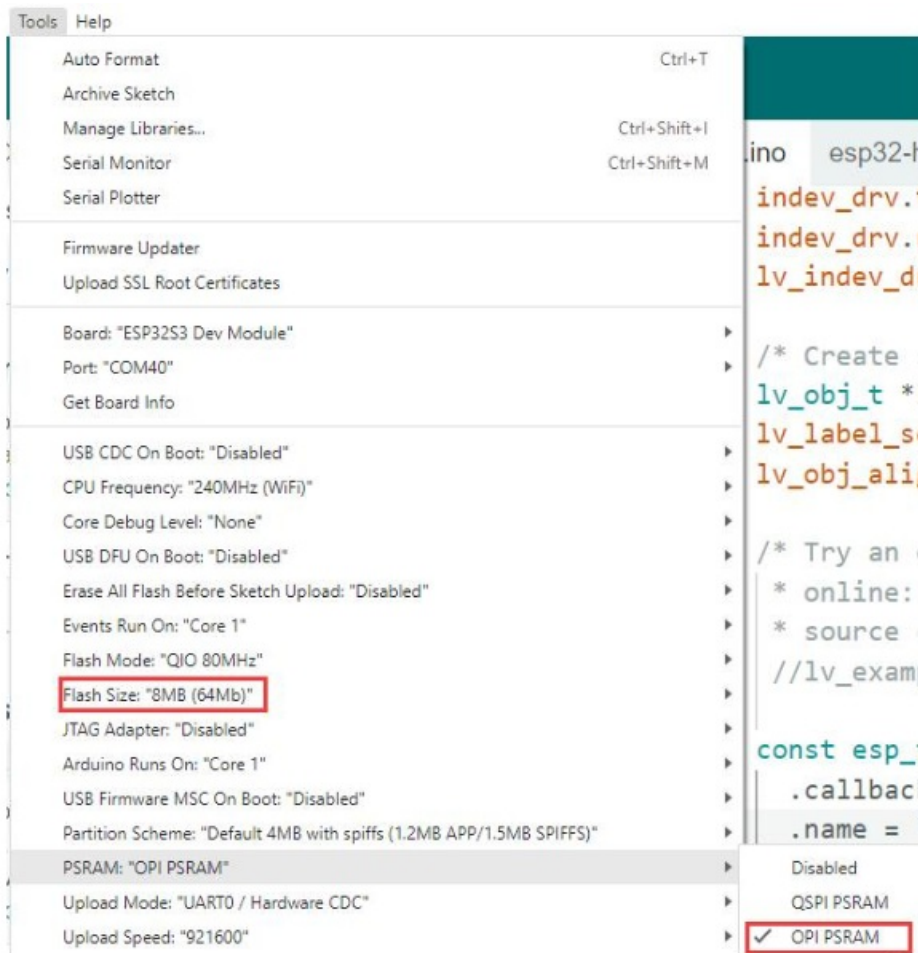 Tools Help
Auto Format Ctrl+T
Archive Sketch
Manage Libraries... Ctrl+Shift+I
Serial Monitor Ctrl+Shift+M
Serial Plotter
Firmware Updater
Upload SSL Root Certificates
Board: "ESP32S3 Dev Module"
Port: "COM40"
Get Board Info
USB CDC On Boot: "Disabled"
CPU Frequency: "240MHz (WiFi)"
Core Debug Level: "None"
USB DFU On Boot: "Disabled"
Erase All Flash Before Sketch Upload: "Disabled"
Events Run On: "Core 1"
Flash Mode: "QIO 80MHz"
Flash Size: "8MB (64Mb)"
JTAG Adapter: "Disabled"
Arduino Runs On: "Core 1"
USB Firmware MSC On Boot: "Disabled"
Partition Scheme: "Default 4MB with spiffs (1.2MB APP/1.5MB SPIFFS)"
PSRAM: "OPI PSRAM"
Upload Mode: "UART0 / Hardware CDC"
Upload Speed: "921600"
Disabled
QSPI PSRAM
OPI PSRAM
.ino esp32-
indev_drv.
indev_drv.
lv_indev_d
/* Create
lv_obj_t *
lv_label_s
lv_obj_ali
/* Try an
* online:
* source
//lv_exam
const esp_
.callbac
.name =